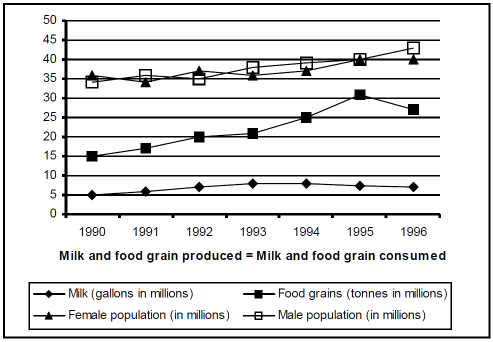 50
45
40
35
30
25
20
15
10
5
0
1990 1991 1992 1993 1994 1995 1996
Milk and food grain produced = Milk and food grain consumed
Milk (gallons in millions) Food grains (tonnes in millions)
Female population (in millions) Male population (in millions)